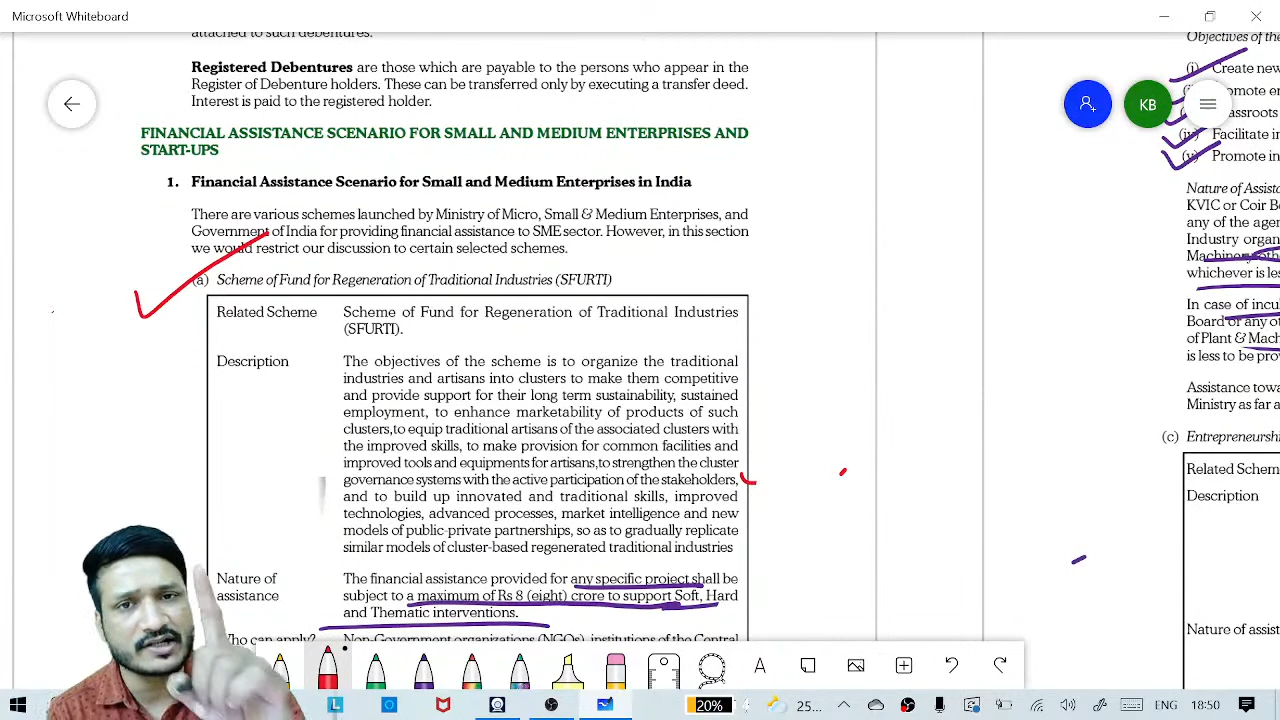 Microsoft Whiteboard
attached to such debentures.
Registered Debentures are those which are payable to the persons who appear in the
Register of Debenture holders. These can be transferred only by executing a transfer deed.
Interest is paid to the registered holder.
FINANCIAL ASSISTANCE SCENARIO FOR SMALL AND MEDIUM ENTERPRISES AND
START-UPS
1. Financial Assistance Scenario for Small and Medium Enterprises in India
There are various schemes launched by Ministry of Micro, Small & Medium Enterprises, and
Government of India for providing financial assistance to SME sector. However, in this section
we would restrict our discussion to certain selected schemes.
(a) Scheme of Fund for Regeneration of Traditional Industries (SFURTI)
Related Scheme Scheme of Fund for Regeneration of Traditional Industries
(SFURTI).
Description The objectives of the scheme is to organize the traditional
industries and artisans into clusters to make them competitive
and provide support for their long term sustainability, sustained
employment, to enhance marketability of products of such
clusters,to equip traditional artisans of the associated clusters with
the improved skills, to make provision for common facilities and
improved tools and equipments for artisans,to strengthen the cluster
governance systems with the active participation of the stakeholders,
and to build up innovated and traditional skills, improved
technologies, advanced processes, market intelligence and new
models of public-private partnerships, so as to gradually replicate
similar models of cluster-based regenerated traditional industries
Nature of The financial assistance provided for any specific project shall be
assistance subject to a maximum of Rs 8 (eight) crore to support Soft, Hard
and Thematic interventions.
Who can apply? Non-Government organizations (NGOs), institutions of the Central
Objectives of the
(i) Create new
KB
Facilitate in
(v) Promote in
Nature of Assist
KVIC or Coir Bo
any of the agen
Industry organ
whichever is les
In case of incu
Board or any of
of Plant & Mach
is less to be pro
Assistance towa
Ministry as far a
(c) Entrepreneurshi
Related Schem
Description
Nature of assist
20%
25
ENG
18:50